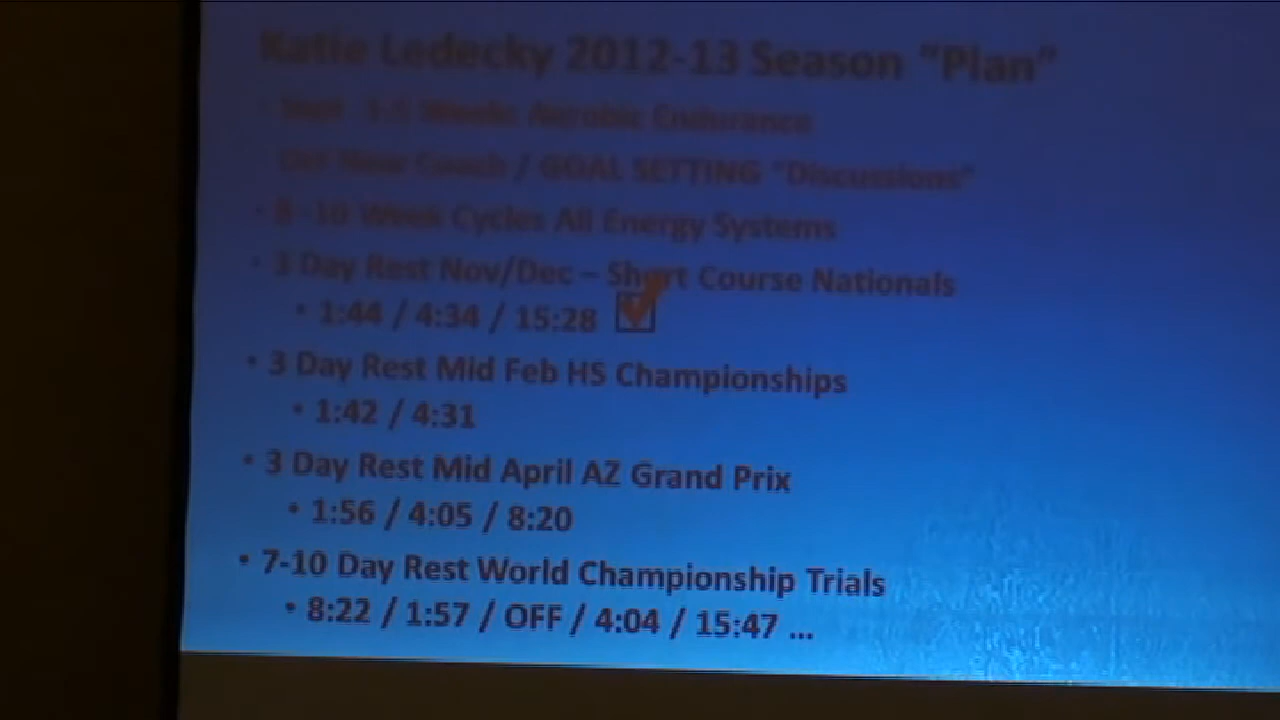 Katie Ledecky 2012-13 Season "Plan"
• Sept 3-5 Weeks Aerobic Endurance
New Coach / GOAL SETTING "Discussions"
• 8-10 Week Cycles All Energy Systems
• 3 Day Rest Nov/Dec – Short Course Nationals
• 1:44 / 4:34 / 15:28
• 3 Day Rest Mid Feb HS Championships
• 1:42 / 4:31
• 3 Day Rest Mid April AZ Grand Prix
• 1:56 / 4:05 / 8:20
• 7-10 Day Rest World Championship Trials
• 8:22 / 1:57 / OFF / 4:04 / 15:47 ...